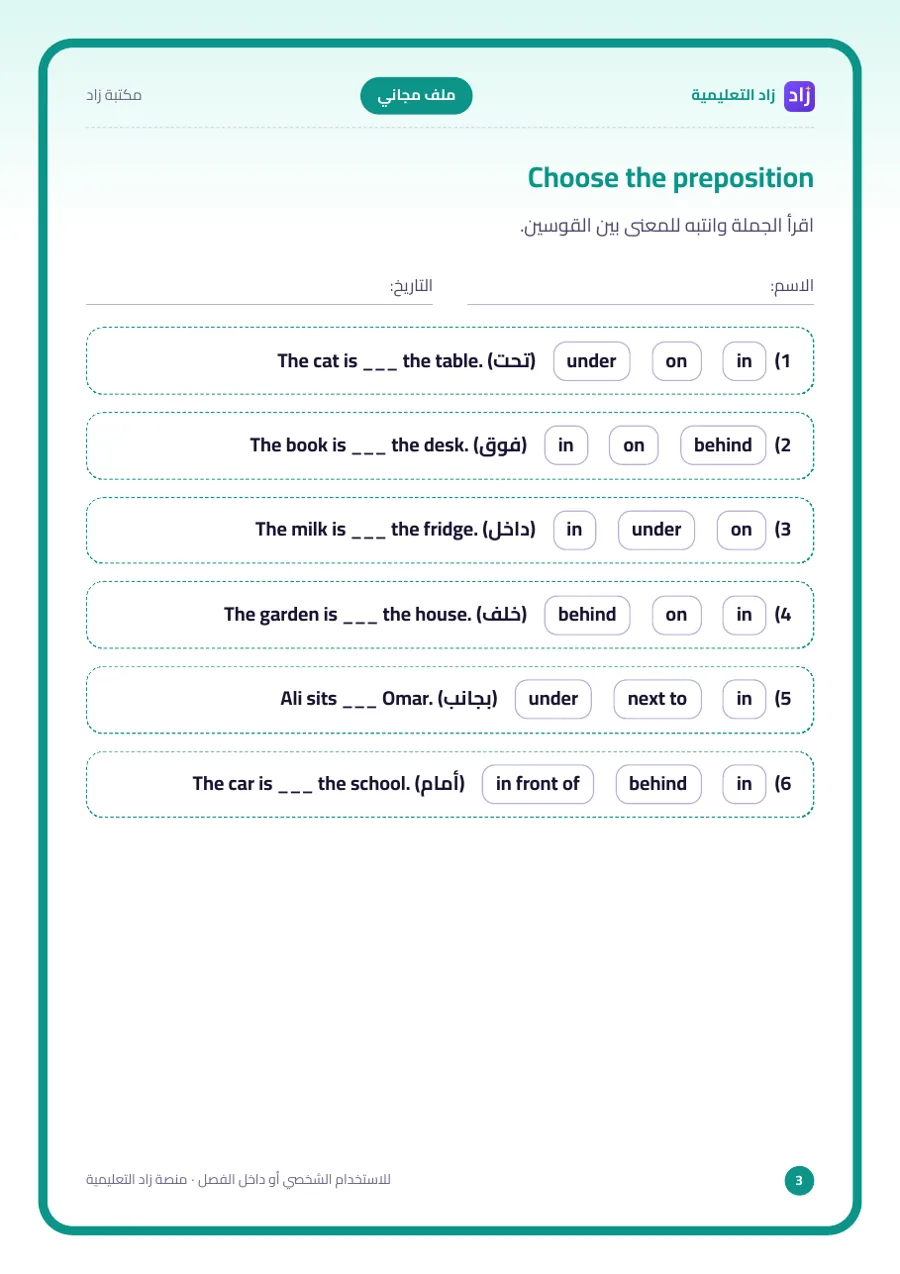 زاد زاد التعليمية
ملف مجاني
مكتبة زاد
Choose the preposition
اقرأ الجملة وانتبه للمعنى بين القوسين.
الاسم:
التاريخ:
1) in on under The cat is ___ the table. (تحت)
2) behind on in The book is ___ the desk. (فوق)
3) on under in The milk is ___ the fridge. (داخل)
4) in on behind The garden is ___ the house. (خلف)
5) in next to under Ali sits ___ Omar. (بجانب)
6) in behind in front of The car is ___ the school. (أمام)
3
للاستخدام الشخصي أو داخل الفصل · منصة زاد التعليمية